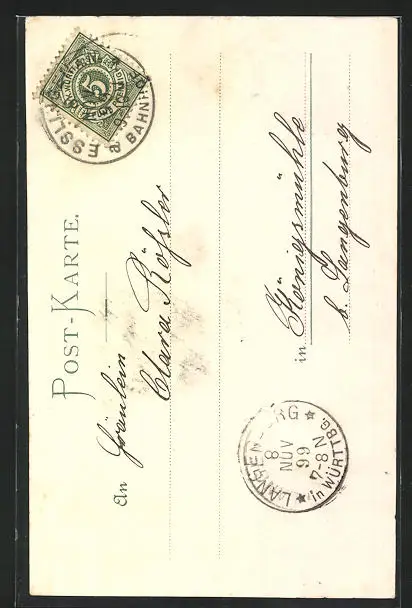 POST-KARTE.
An Fräulein
Clara Rößler
in Königsmühle
b. Langenburg
ESSLI
BAHNH
5
LANGENBURG
8
NOV
99
7-8 N
in WÜRTTBG.